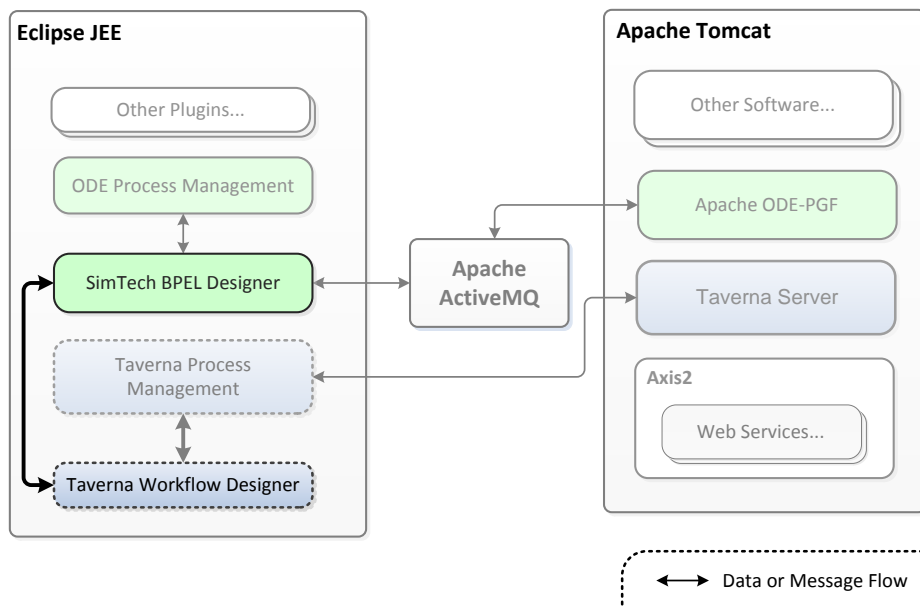 Eclipse JEE
Other Plugins...
ODE Process Management
SimTech BPEL Designer
Taverna Process
Management
Taverna Workflow Designer
Apache
ActiveMQ
Apache Tomcat
Other Software...
Apache ODE-PGF
Taverna Server
Axis2
Web Services...
Data or Message Flow